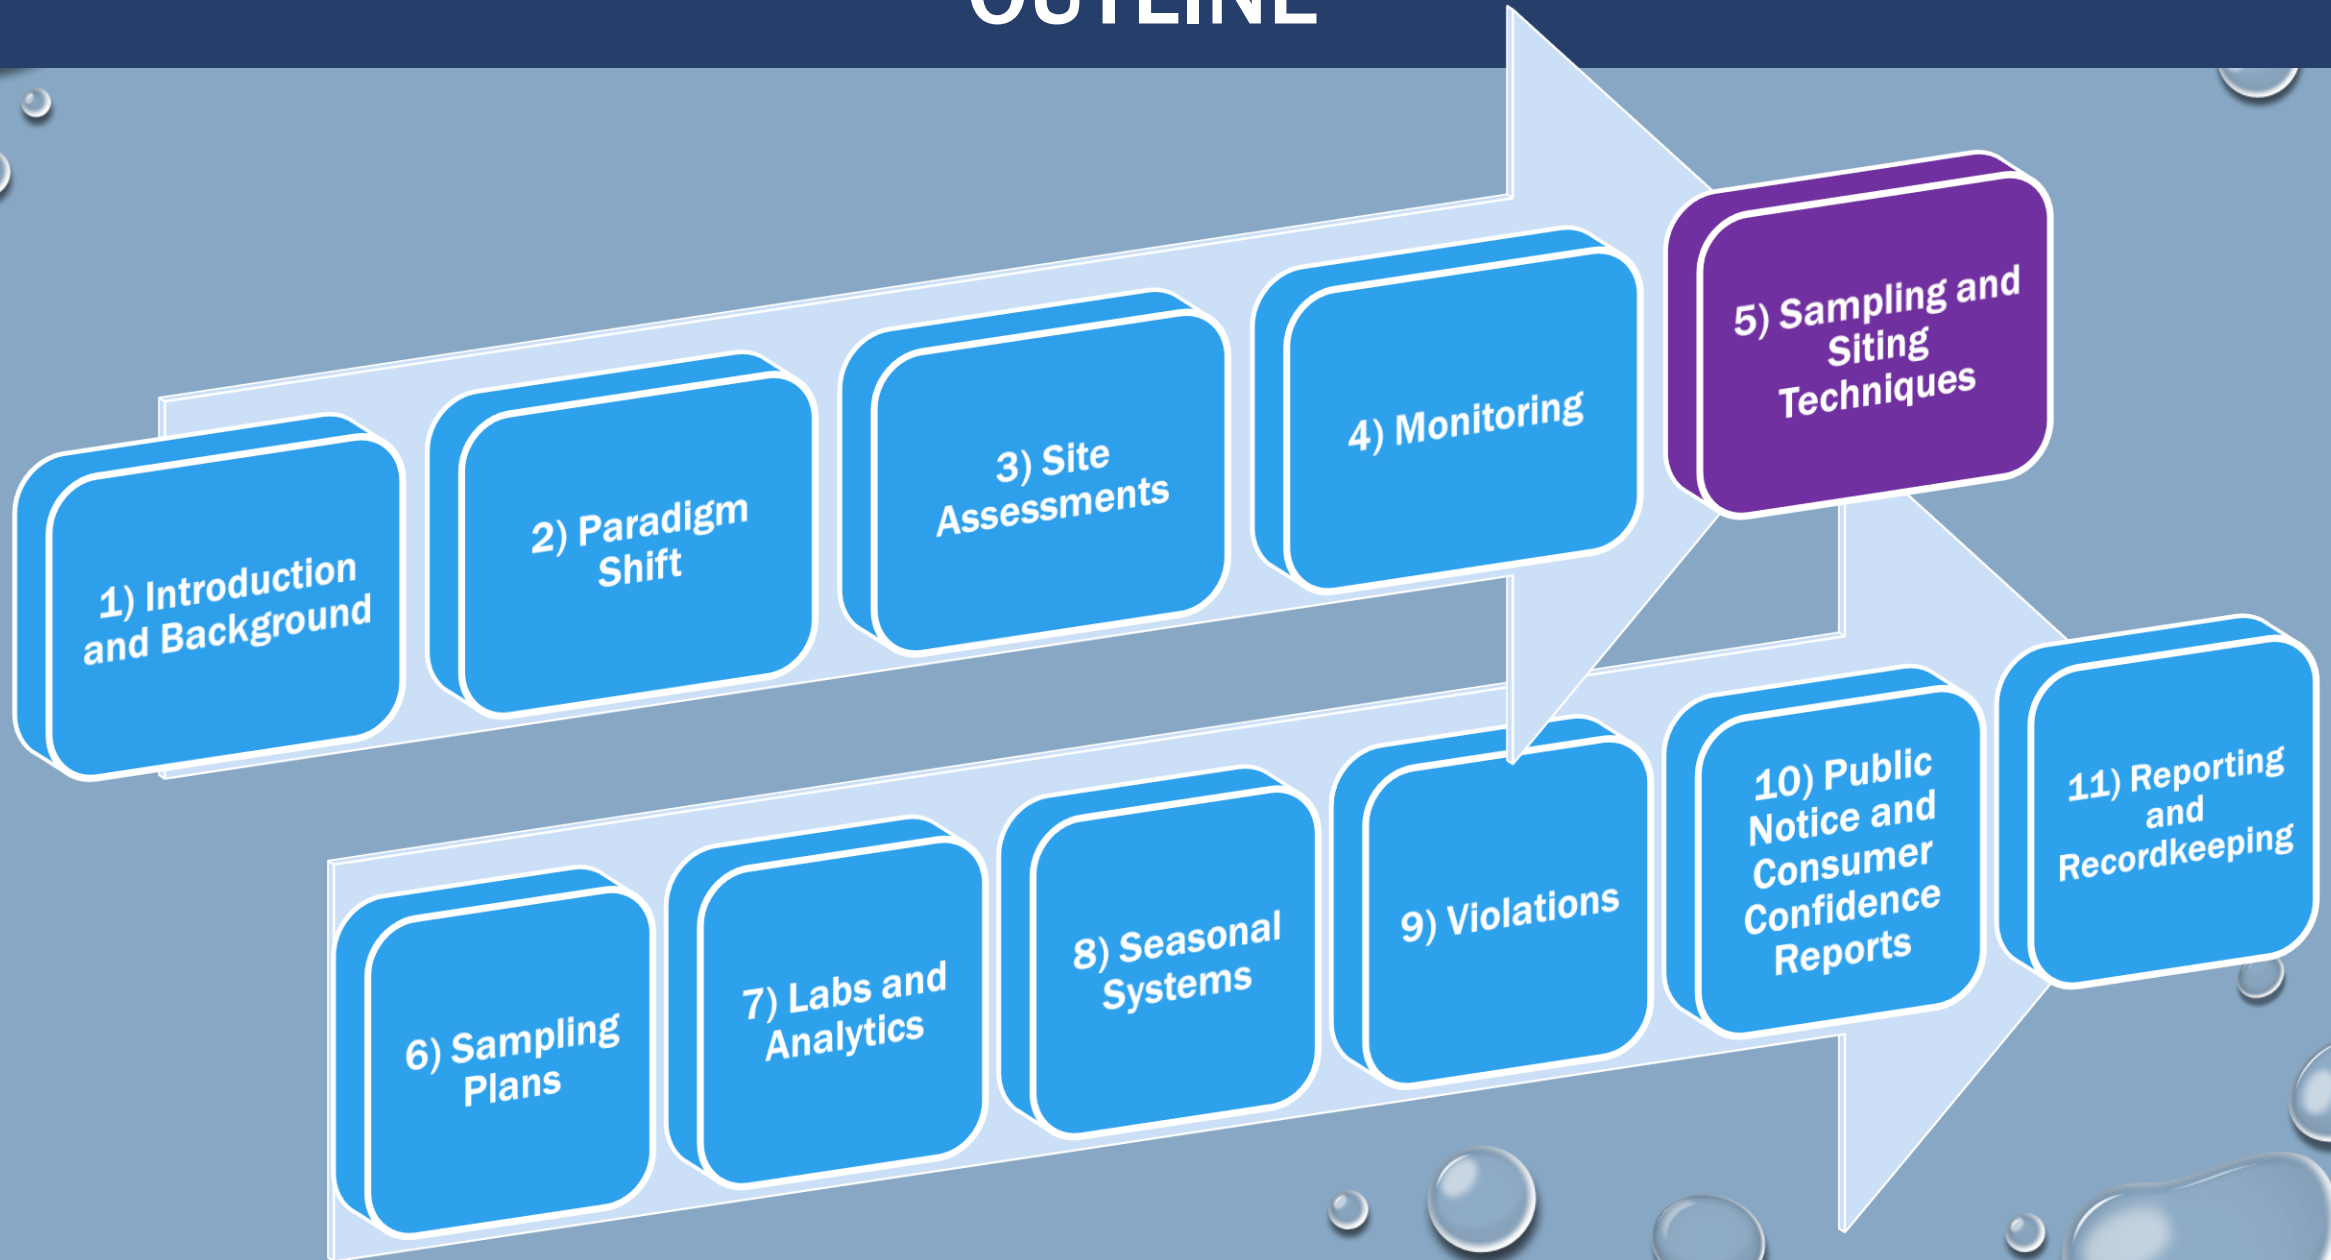 OUTLINE
1) Introduction
and Background
2) Paradigm
Shift
3) Site
Assessments
4) Monitoring
5) Sampling and
Siting
Techniques
6) Sampling
Plans
7) Labs and
Analytics
8) Seasonal
Systems
9) Violations
10) Public
Notice and
Consumer
Confidence
Reports
11) Reporting
and
Recordkeeping